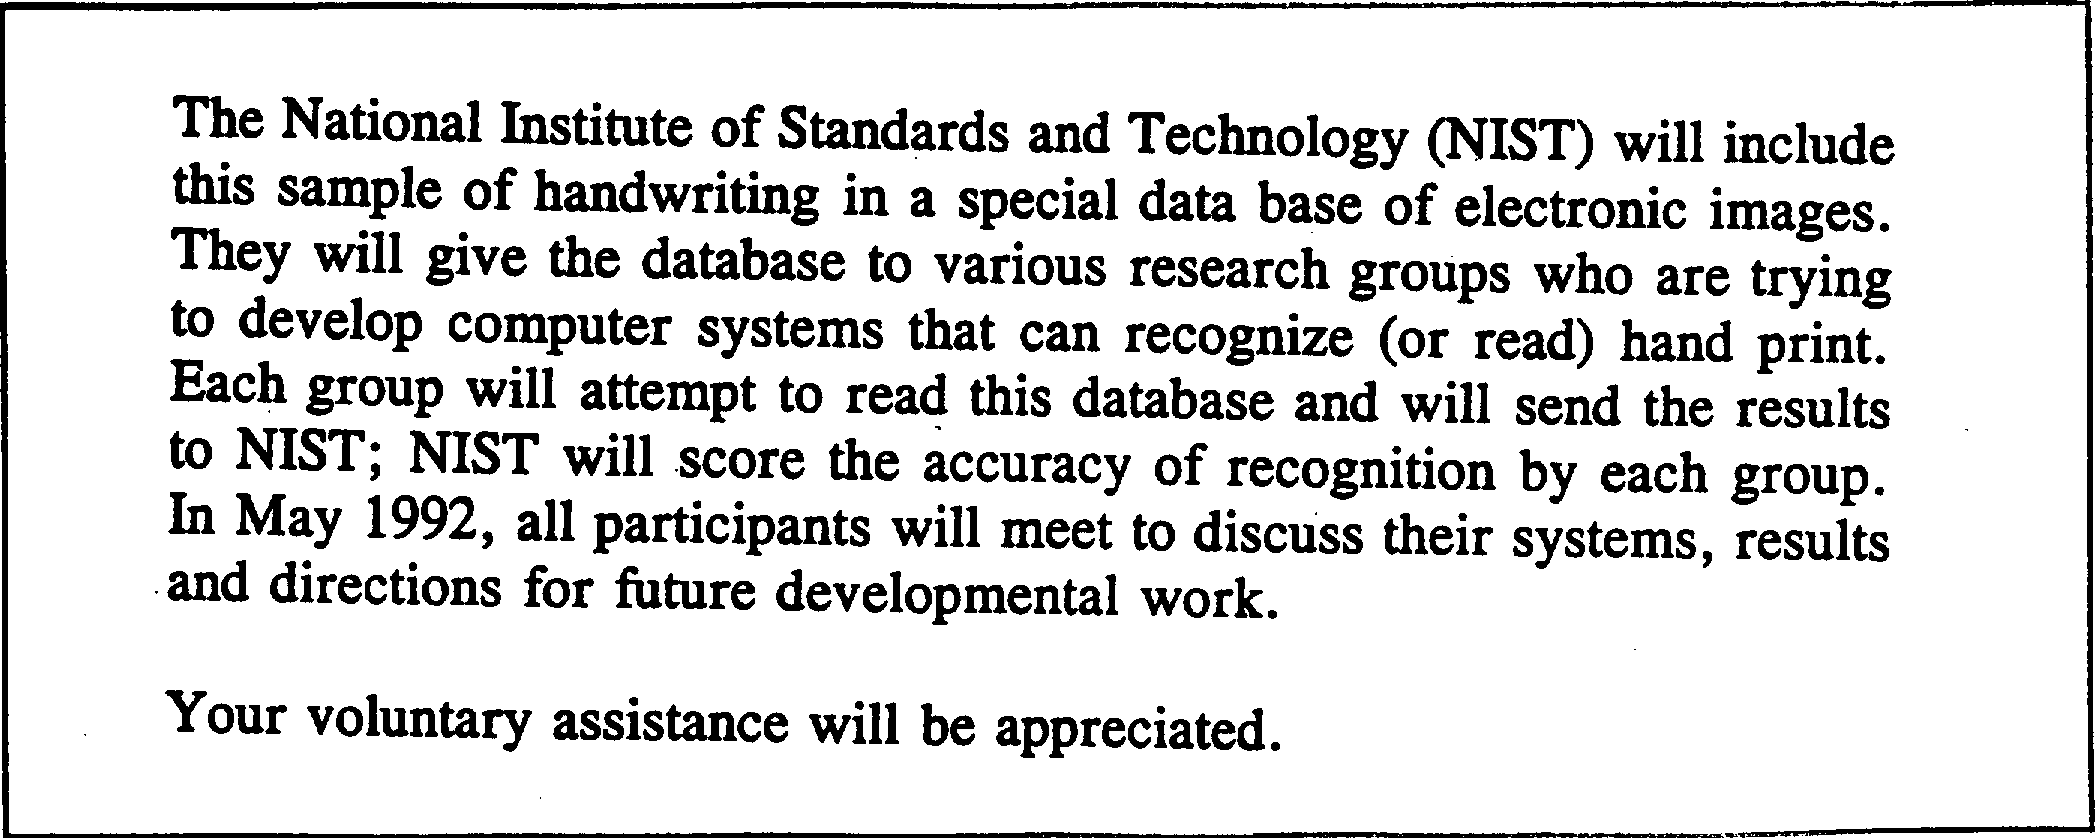 The National Institute of Standards and Technology (NIST) will include
this sample of handwriting in a special data base of electronic images.
They will give the database to various research groups who are trying
to develop computer systems that can recognize (or read) hand print.
Each group will attempt to read this database and will send the results
to NIST; NIST will score the accuracy of recognition by each group.
In May 1992, all participants will meet to discuss their systems, results
and directions for future developmental work.

Your voluntary assistance will be appreciated.